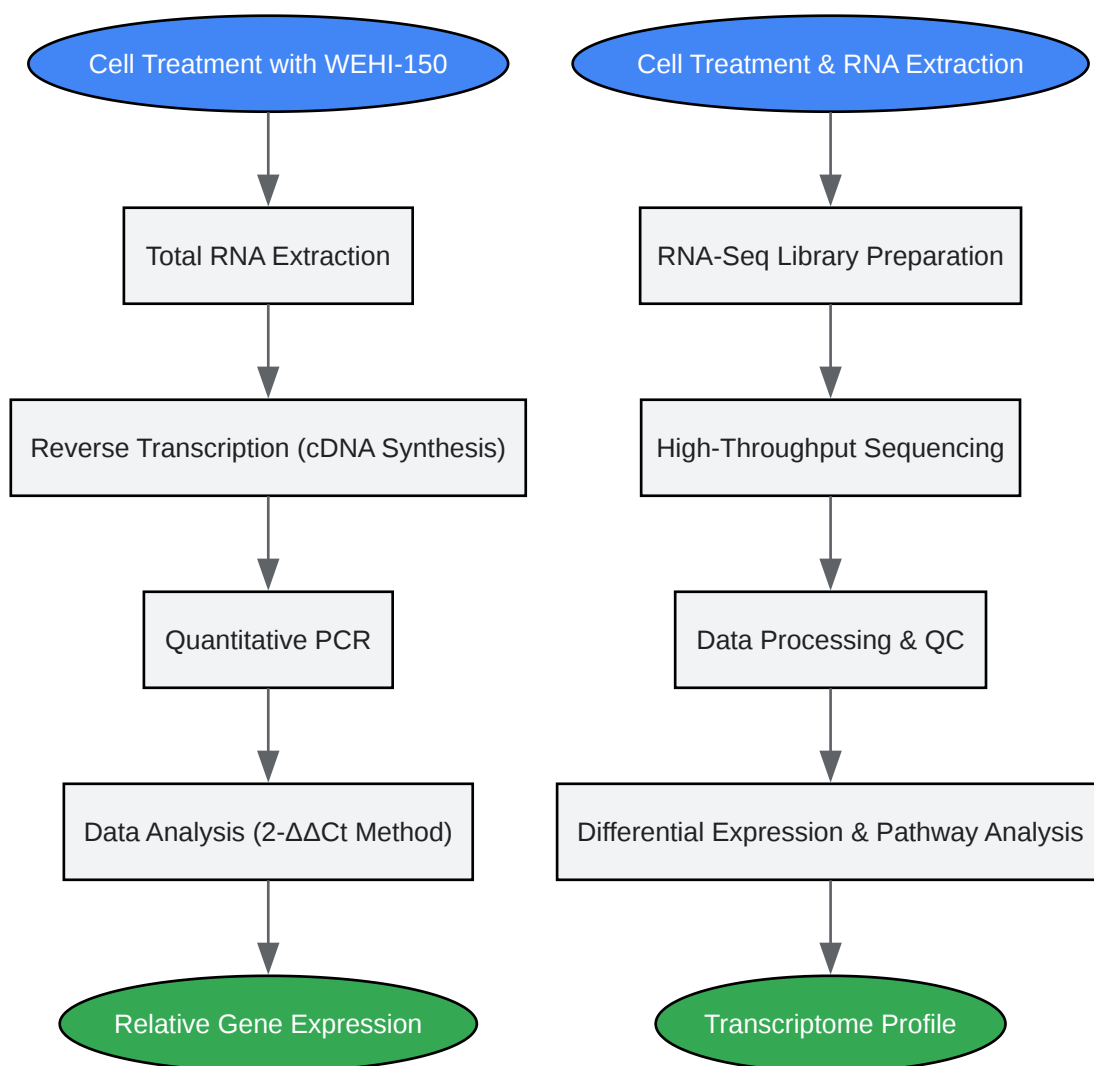 Cell Treatment with WEHI-150
Total RNA Extraction
Reverse Transcription (cDNA Synthesis)
Quantitative PCR
Data Analysis (2-ΔΔCt Method)
Relative Gene Expression
Cell Treatment & RNA Extraction
RNA-Seq Library Preparation
High-Throughput Sequencing
Data Processing & QC
Differential Expression & Pathway Analysis
Transcriptome Profile